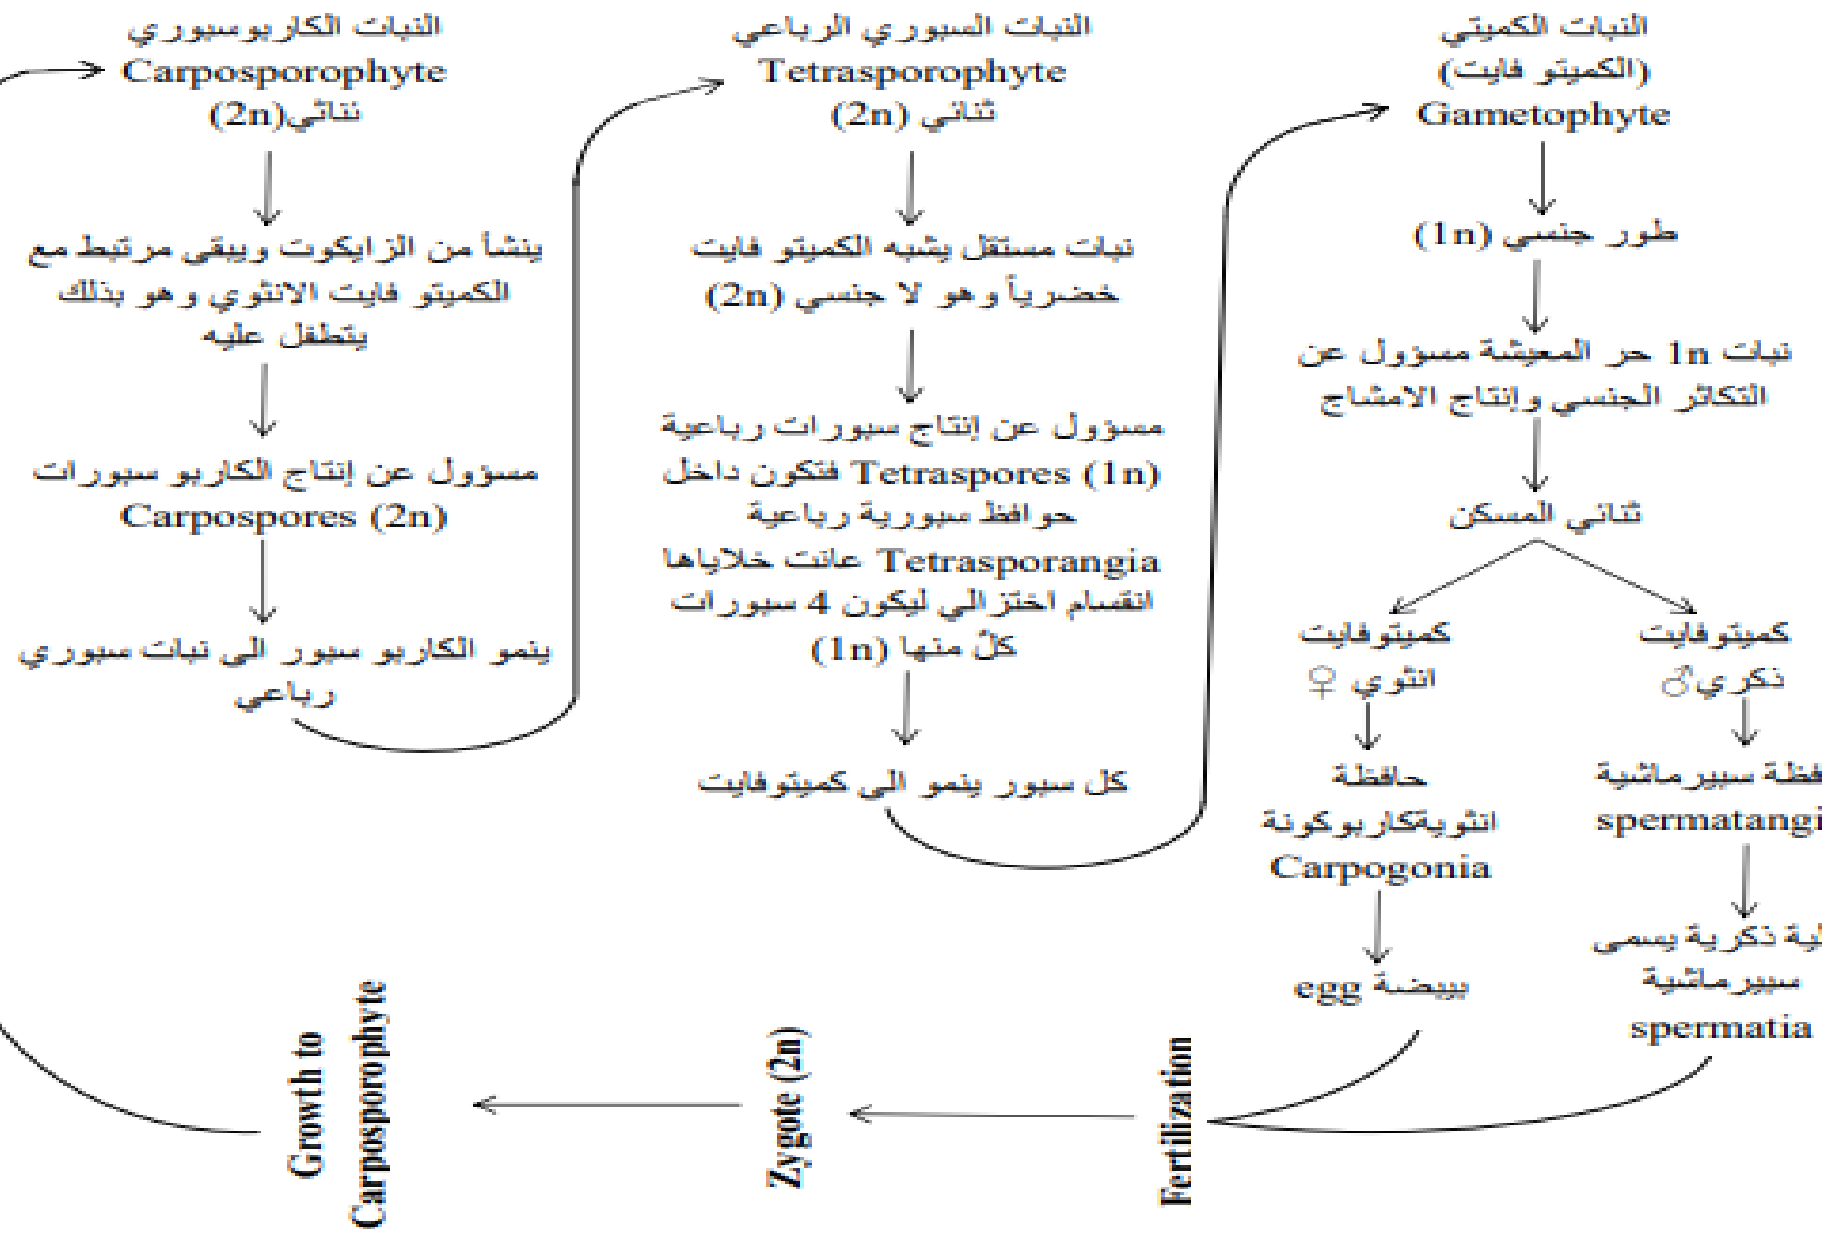 النبات الكميتي
(الكميتو فايت)
Gametophyte
طور جنسي (1n)
نبات 1n حر المعيشة مسؤول عن
التكاثر الجنسي وإنتاج الامشاج
ثنائي المسكن
كميتوفايت
ذكري♂
spermatangi
ذكرية يسمى
سبيرماشية
spermatia
كميتوفايت
انثوي ♀
حافظة
انثويةكاربوكونة
Carpogonia
بييضة egg
النبات السبوري الرباعي
Tetrasporophyte
ثنائي (2n)
نبات مستقل يشبه الكميتو فايت
خضرياً وهو لا جنسي (2n)
مسؤول عن إنتاج سبورات رباعية
Tetraspores (1n) فتكون داخل
حوافظ سبورية رباعية
Tetrasporangia عانت خلاياها
انقسام اختزالي ليكون 4 سبورات
كلٌ منها (1n)
كل سبور ينمو الى كميتوفايت
النبات الكاربوسبوري
Carposporophyte
ثنائي(2n)
ينشأ من الزايكوت ويبقى مرتبط مع
الكميتو فايت الانثوي وهو بذلك
يتطفل عليه
مسؤول عن إنتاج الكاربو سبورات
Carpospores (2n)
ينمو الكاربو سبور الى نبات سبوري
رباعي
Fertilization
Zygote (2n)
Growth to
Carposporophyte